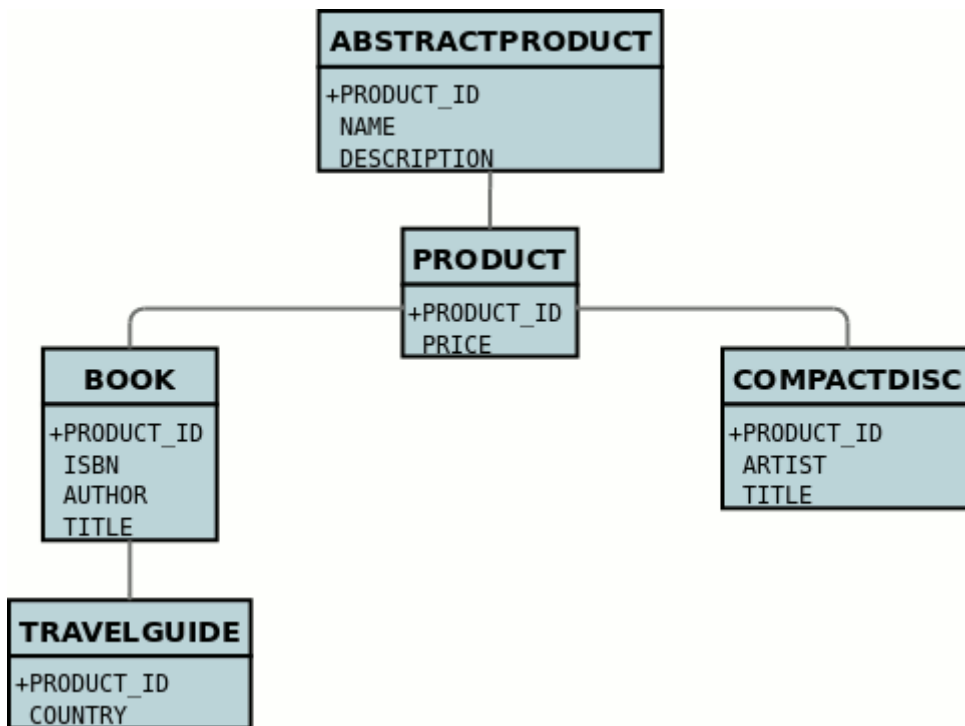 ABSTRACTPRODUCT
+PRODUCT_ID
NAME
DESCRIPTION
PRODUCT
+PRODUCT_ID
PRICE
BOOK
+PRODUCT_ID
ISBN
AUTHOR
TITLE
COMPACTDISC
+PRODUCT_ID
ARTIST
TITLE
TRAVELGUIDE
+PRODUCT_ID
COUNTRY